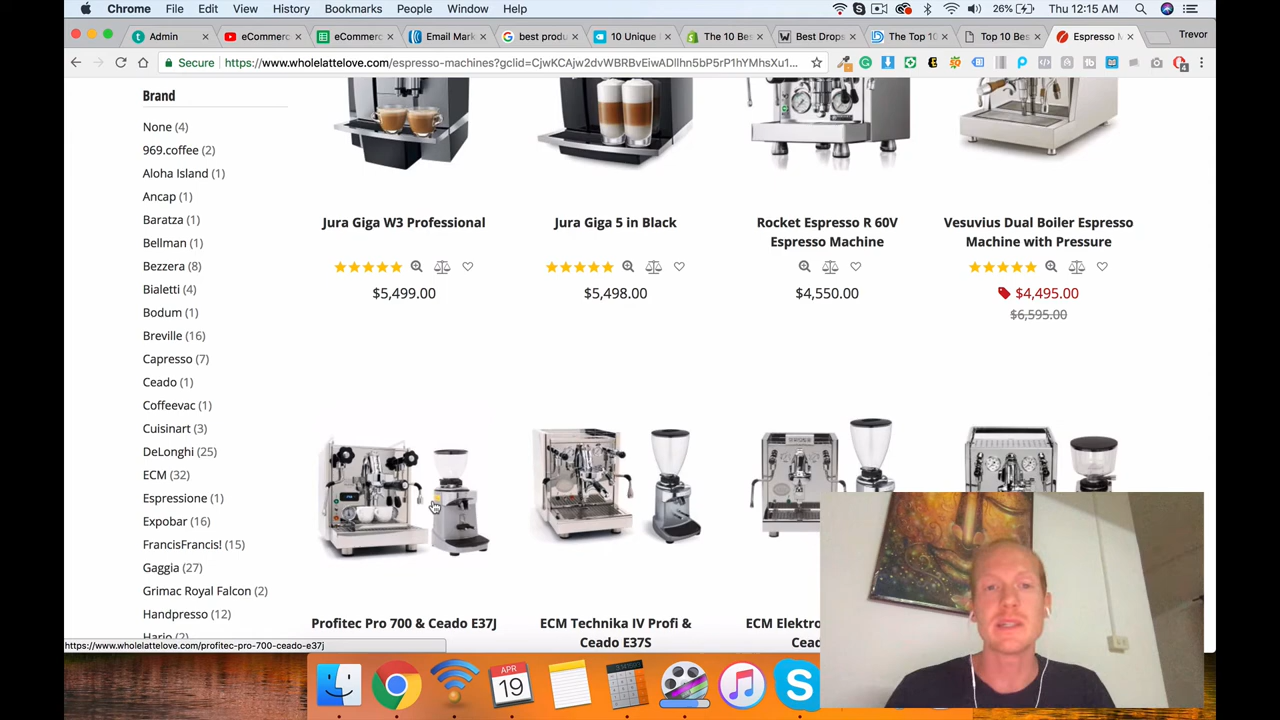 Chrome File Edit View History Bookmarks People Window Help
26% Thu 12:15 AM
Admin
eCommerc
eCommerc
Email Mark
best produ
10 Unique
The 10 Bes
Best Drops
The Top 10
Top 10 Bes
Espresso M
Trevor
Secure https://www.wholelattelove.com/espresso-machines?gclid=CjwKCAjw2dvWBRBvEiwADllhn5bP5rP1hYMhsXu1...
4
Brand
None (4)
969.coffee (2)
Aloha Island (1)
Ancap (1)
Baratza (1)
Bellman (1)
Bezzera (8)
Bialetti (4)
Bodum (1)
Breville (16)
Capresso (7)
Ceado (1)
Coffeevac (1)
Cuisinart (3)
DeLonghi (25)
ECM (32)
Espressione (1)
Expobar (16)
FrancisFrancis! (15)
Gaggia (27)
Grimac Royal Falcon (2)
Handpresso (12)
Hario (2)
Jura Giga W3 Professional
$5,499.00
Jura Giga 5 in Black
$5,498.00
Rocket Espresso R 60V
Espresso Machine
$4,550.00
Vesuvius Dual Boiler Espresso
Machine with Pressure
$4,495.00
$6,595.00
Profitec Pro 700 & Ceado E37J
ECM Technika IV Profi &
Ceado E37S
ECM Elektro
Cead
https://www.wholelattelove.com/profitec-pro-700-ceado-e37j
APR
19